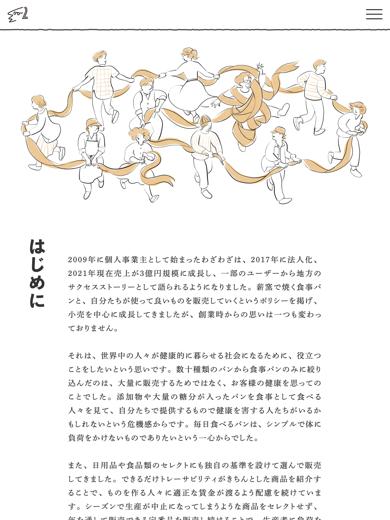 はじめに
2009年に個人事業主として始まったわざわざは、2017年に法人化、
2021年現在売上が3億円規模に成長し、一部のユーザーから地方の
サクセスストーリーとして語られるようになりました。薪窯で焼く食事パ
ンと、自分たちが使って良いものを販売していくというポリシーを掲げ、
小売を中心に成長してきましたが、創業時からの思いは一つも変わっ
ておりません。
それは、世界中の人々が健康的に暮らせる社会になるために、役立つ
ことをしたいという思いです。数十種類のパンから食事パンのみに絞り
込んだのは、大量に販売するためではなく、お客様の健康を思っての
ことでした。添加物や大量の糖分が入ったパンを食事として食べる
人々を見て、自分たちで提供するもので健康を害する人たちがいるか
もしれないという危機感からです。毎日食べるパンは、シンプルで体に
負荷をかけないものでありたいという一心からでした。
また、日用品や食品類のセレクトにも独自の基準を設けて選んで販売
してきました。できるだけトレーサビリティがきちんとした商品を紹介す
ることで、ものを作る人々に適正な賃金が渡るよう配慮を続けていま
す。シーズンで生産が中止になってしまうような商品をセレクトせず、